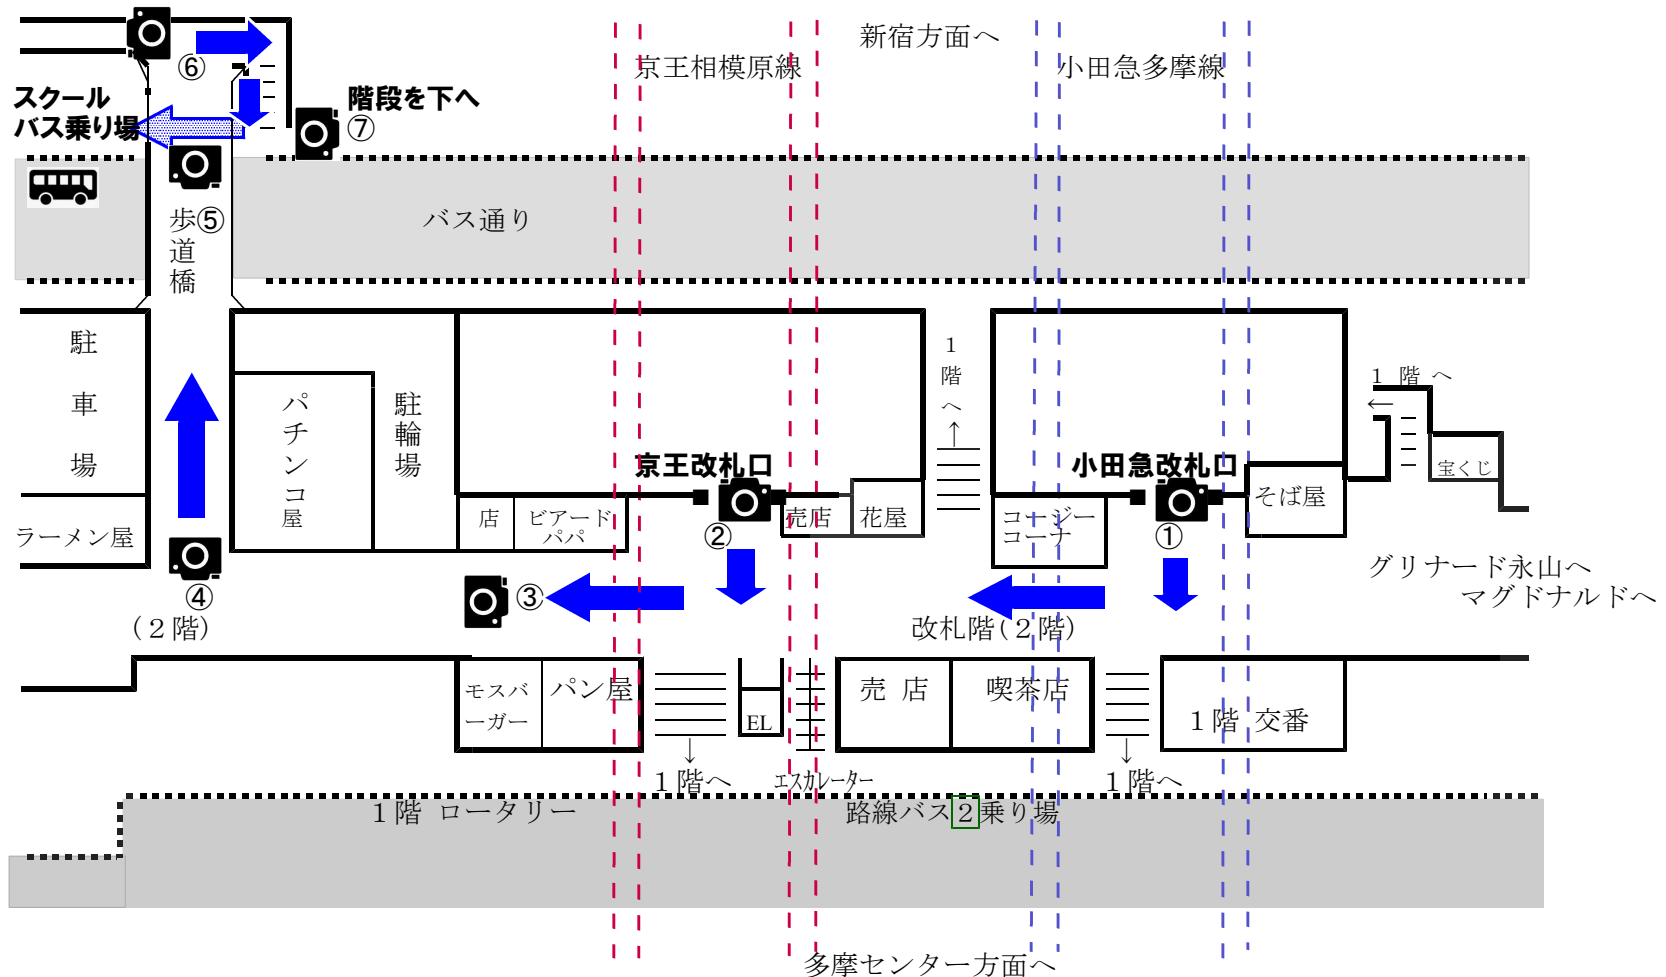 新宿方面へ
京王相模原線
小田急多摩線
⑥
スクール
バス乗り場
階段を下へ
⑦
⑤
歩道橋
バス通り
駐車場
パチンコ屋
駐輪場
1階へ
↑
1階へ
←
宝くじ
京王改札口
小田急改札口
そば屋
ラーメン屋
店
ビアード
パパ
売店
花屋
コージー
コーナ
②
①
④
③
グリナード永山へ
マグドナルドへ
(2階)
改札階(2階)
モスバ
ーガー
パン屋
EL
売 店
喫茶店
1階 交番
↓
1階へ
エスカレーター
↓
1階へ
1階 ロータリー
路線バス2乗り場
多摩センター方面へ